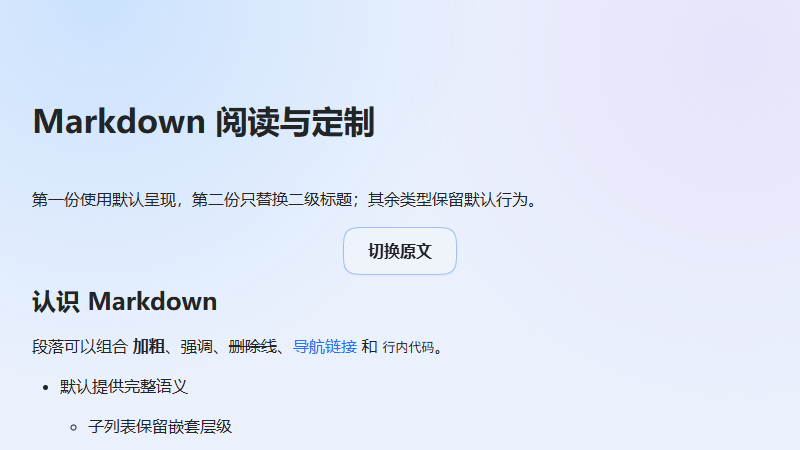 Markdown 阅读与定制
第一份使用默认呈现，第二份只替换二级标题；其余类型保留默认行为。
切换原文
认识 Markdown
段落可以组合 加粗、强调、删除线、导航链接 和 行内代码。
默认提供完整语义
子列表保留嵌套层级